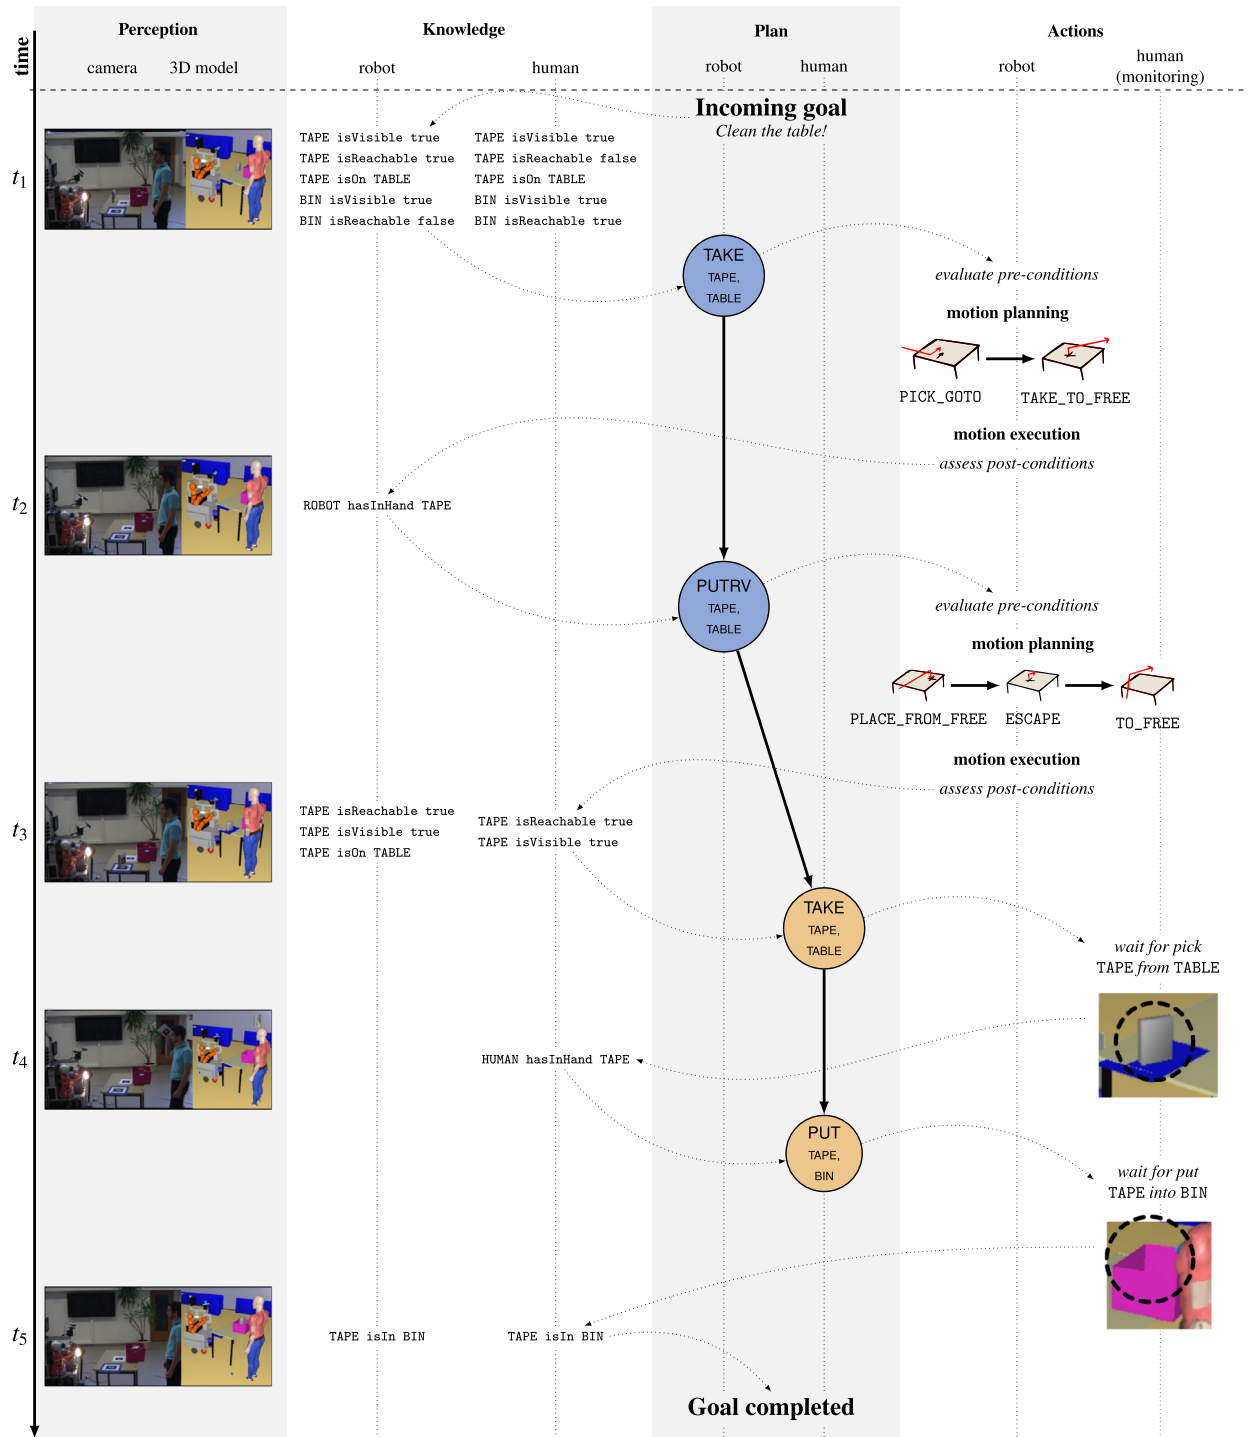 time
Perception
Knowledge
Plan
Actions
camera
3D model
robot
human
robot
human
robot
human
(monitoring)
Incoming goal
Clean the table!
t1
TAPE isVisible true
TAPE isReachable true
TAPE isOn TABLE
BIN isVisible true
BIN isReachable false
TAPE isVisible true
TAPE isReachable false
TAPE isOn TABLE
BIN isVisible true
BIN isReachable true
TAKE
TAPE,
TABLE
evaluate pre-conditions
motion planning
PICK_GOTO
TAKE_TO_FREE
motion execution
assess post-conditions
t2
ROBOT hasInHand TAPE
PUTRV
TAPE,
TABLE
evaluate pre-conditions
motion planning
PLACE_FROM_FREE
ESCAPE
TO_FREE
motion execution
assess post-conditions
t3
TAPE isReachable true
TAPE isVisible true
TAPE isOn TABLE
TAPE isReachable true
TAPE isVisible true
TAKE
TAPE,
TABLE
wait for pick
TAPE from TABLE
t4
HUMAN hasInHand TAPE
PUT
TAPE,
BIN
wait for put
TAPE into BIN
t5
TAPE isIn BIN
TAPE isIn BIN
Goal completed